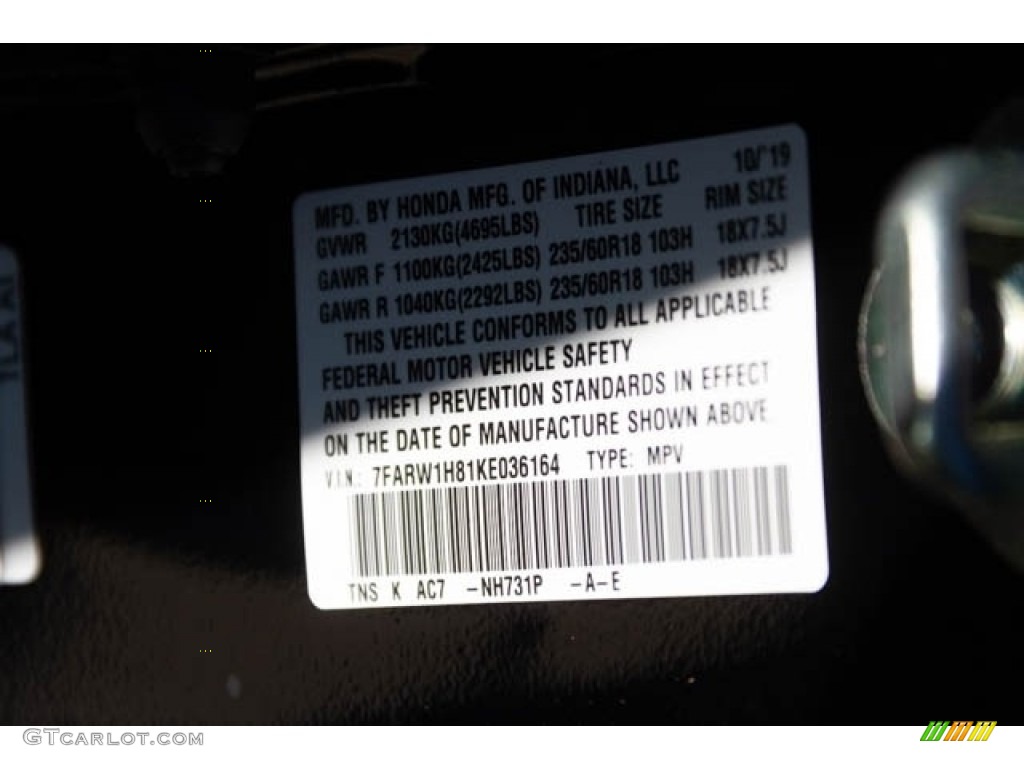 MFD. BY HONDA MFG. OF INDIANA, LLC 10/'19
GVWR 2130KG(4695LBS) TIRE SIZE RIM SIZE
GAWR F 1100KG(2425LBS) 235/60R18 103H 18X7.5J
GAWR R 1040KG(2292LBS) 235/60R18 103H 18X7.5J
THIS VEHICLE CONFORMS TO ALL APPLICABLE
FEDERAL MOTOR VEHICLE SAFETY
AND THEFT PREVENTION STANDARDS IN EFFECT
ON THE DATE OF MANUFACTURE SHOWN ABOVE
V.I.N.: 7FARW1H81KE036164 TYPE: MPV
TNS K AC7 -NH731P -A-E
GTCARLOT.COM